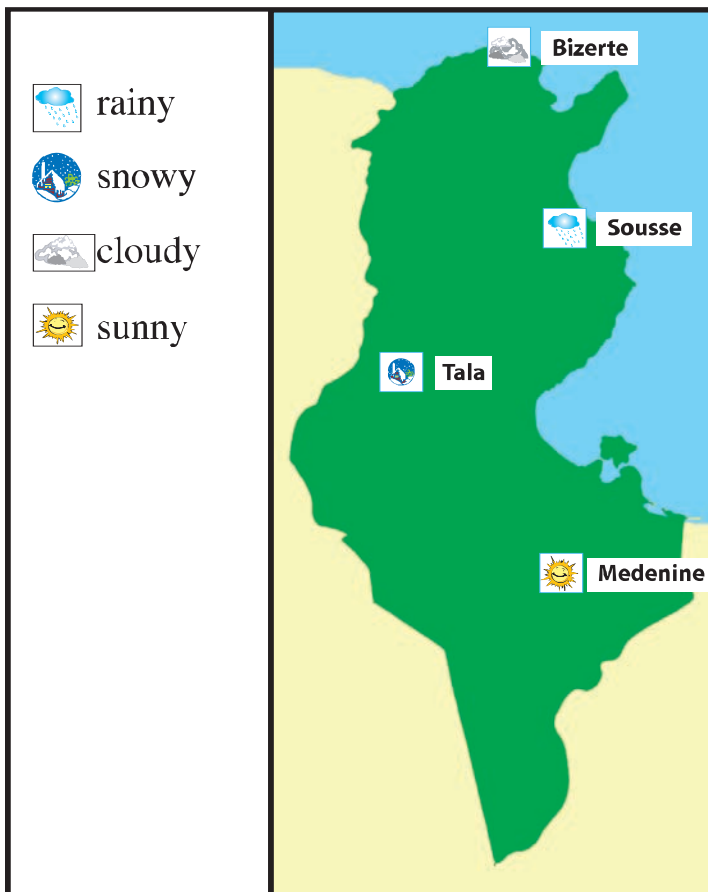 rainy
snowy
cloudy
sunny
Bizerte
Sousse
Tala
Medenine